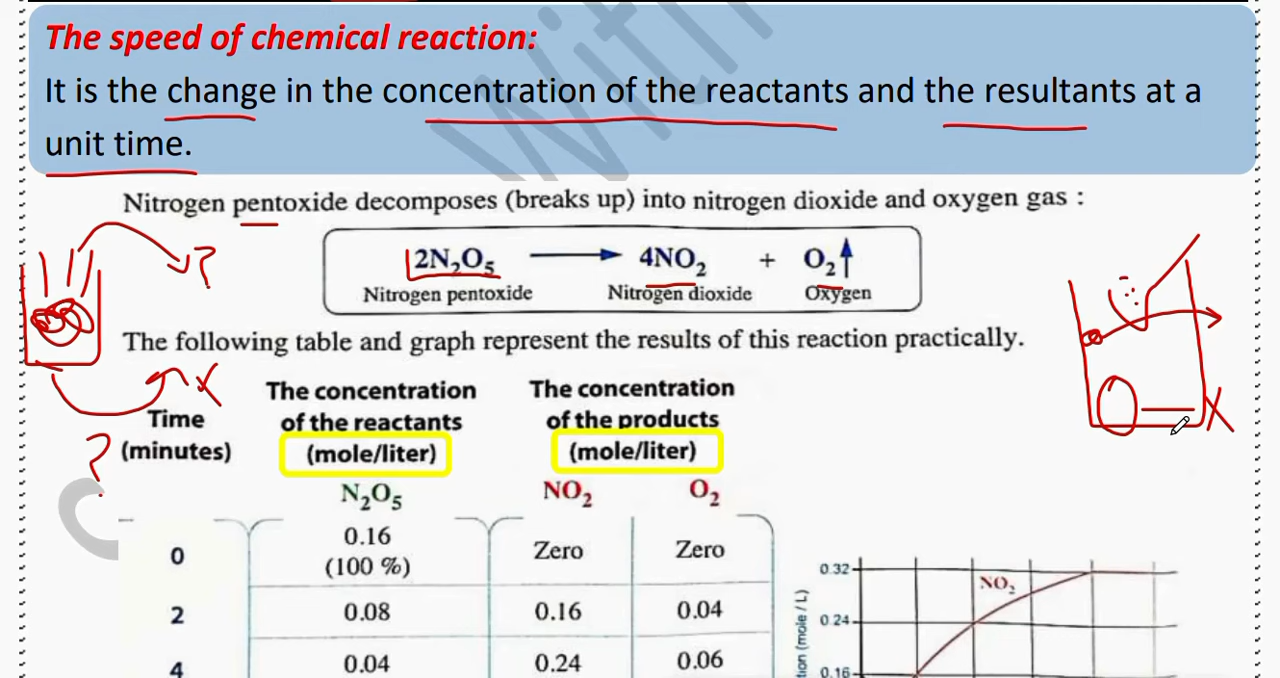 The speed of chemical reaction:
It is the change in the concentration of the reactants and the resultants at a
unit time.
Nitrogen pentoxide decomposes (breaks up) into nitrogen dioxide and oxygen gas :
2N₂O₅ ⟶ 4NO₂ + O₂↑
Nitrogen pentoxide Nitrogen dioxide Oxygen
The following table and graph represent the results of this reaction practically.
Time
(minutes)
The concentration
of the reactants
(mole/liter)
The concentration
of the products
(mole/liter)
N₂O₅ NO₂ O₂
0 0.16 (100 %) Zero Zero
2 0.08 0.16 0.04
4 0.04 0.24 0.06
0.32
NO₂
0.24
0.16
(mole / L)
With
?
X
?
X